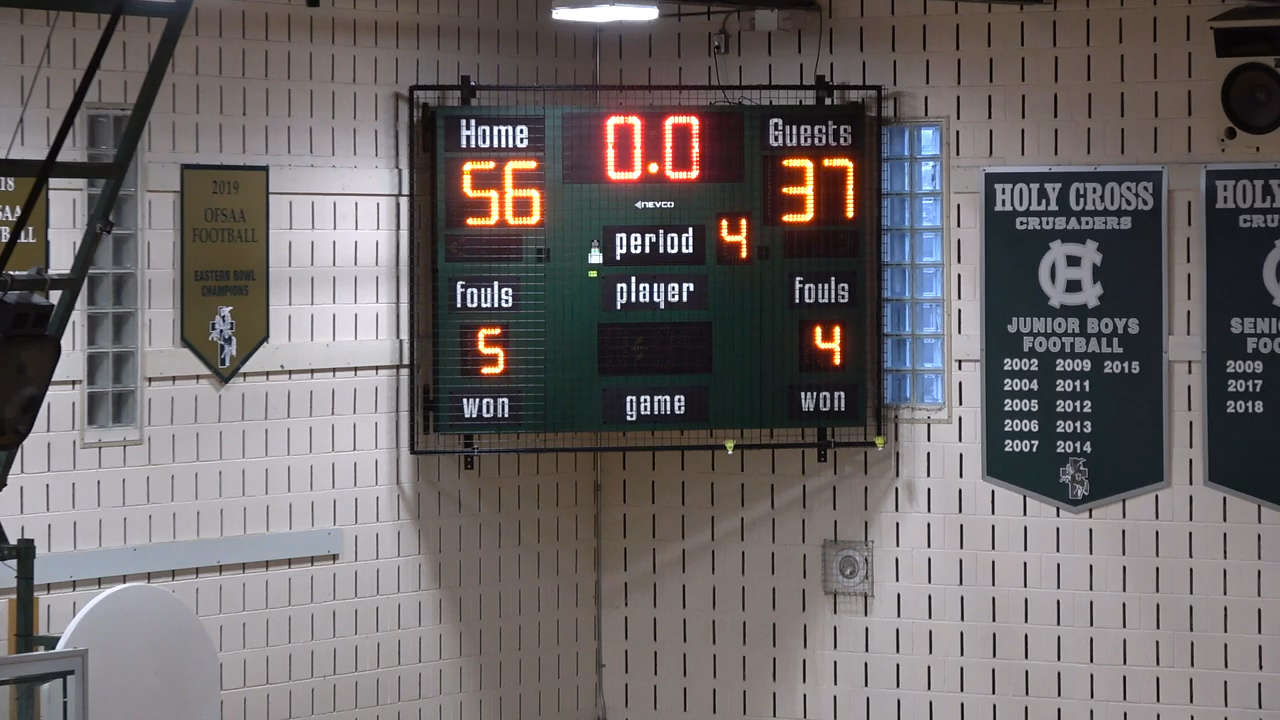 Home
0.0
Guests
56
37
NEVCO
period
4
fouls
player
fouls
5
4
won
game
won
18
2019
OFSAA
FOOTBALL
EASTERN BOWL
CHAMPIONS
HOLY CROSS
CRUSADERS
HC
JUNIOR BOYS
FOOTBALL
2002 2009 2015
2004 2011
2005 2012
2006 2013
2007 2014
HOLY
CRU
SENI
FOO
2009
2017
2018